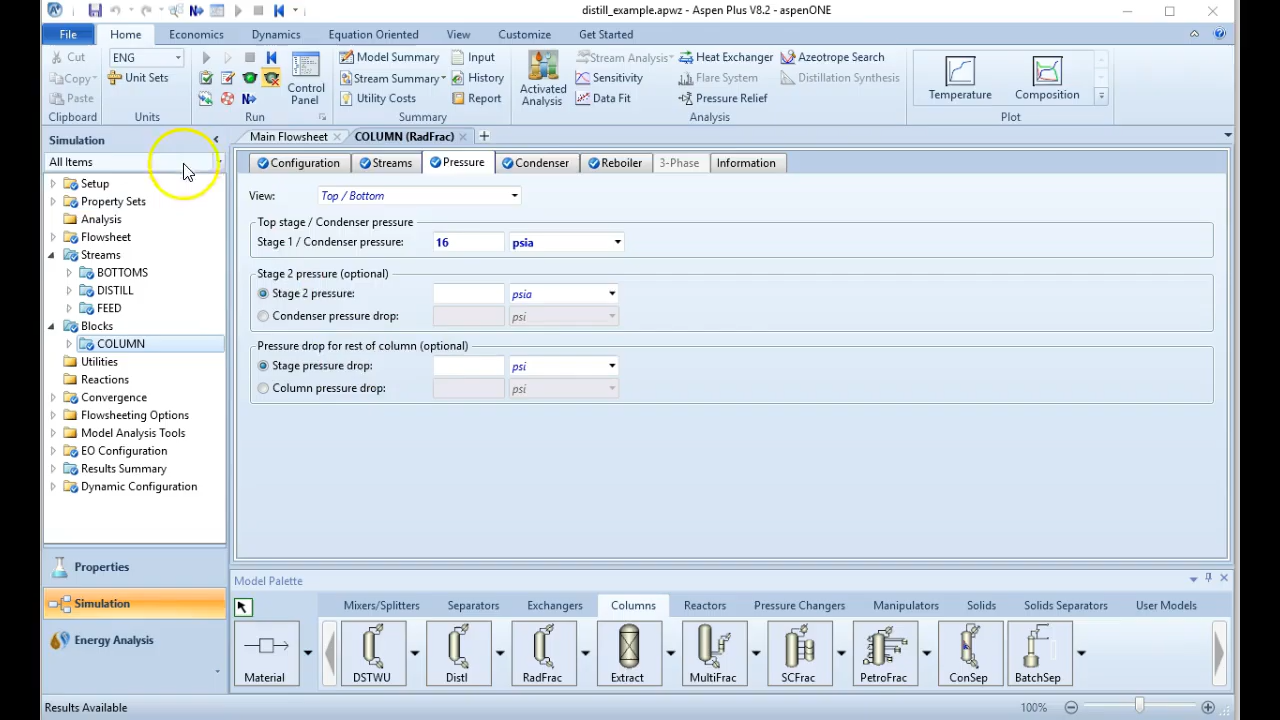 distill_example.apwz - Aspen Plus V8.2 - aspenONE
File Home Economics Dynamics Equation Oriented View Customize Get Started
Cut ENG Model Summary Input Stream Analysis Heat Exchanger Azeotrope Search
Copy Unit Sets Stream Summary History Sensitivity Flare System Distillation Synthesis
Paste Control Panel Utility Costs Report Activated Analysis Data Fit Pressure Relief Temperature Composition
Clipboard Units Run Summary Analysis Plot
Simulation
All Items
Setup
Property Sets
Analysis
Flowsheet
Streams
BOTTOMS
DISTILL
FEED
Blocks
COLUMN
Utilities
Reactions
Convergence
Flowsheeting Options
Model Analysis Tools
EO Configuration
Results Summary
Dynamic Configuration
Properties
Simulation
Energy Analysis
Main Flowsheet COLUMN (RadFrac)
Configuration Streams Pressure Condenser Reboiler 3-Phase Information
View: Top / Bottom
Top stage / Condenser pressure
Stage 1 / Condenser pressure: 16 psia
Stage 2 pressure (optional)
Stage 2 pressure: psia
Condenser pressure drop: psi
Pressure drop for rest of column (optional)
Stage pressure drop: psi
Column pressure drop: psi
Model Palette
Mixers/Splitters Separators Exchangers Columns Reactors Pressure Changers Manipulators Solids Solids Separators User Models
Material DSTWU Distl RadFrac Extract MultiFrac SCFrac PetroFrac ConSep BatchSep
Results Available 100%